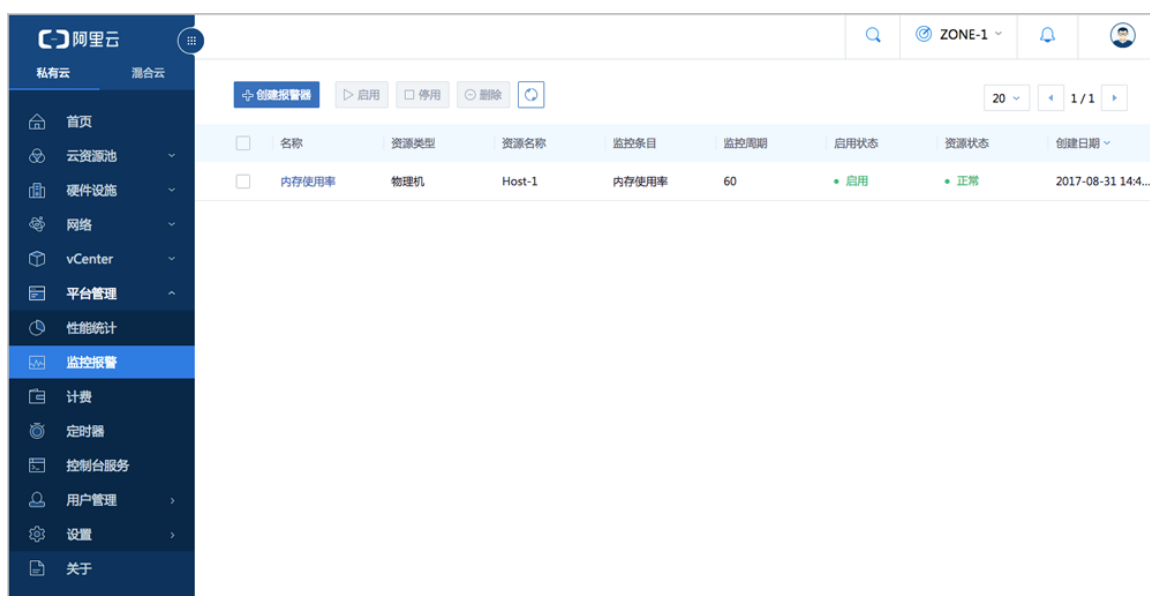 阿里云
私有云 混合云
首页
云资源池
硬件设施
网络
vCenter
平台管理
性能统计
监控报警
计费
定时器
控制台服务
用户管理
设置
关于
ZONE-1
创建报警器 启用 停用 删除 20 1 / 1
名称 资源类型 资源名称 监控条目 监控周期 启用状态 资源状态 创建日期
内存使用率 物理机 Host-1 内存使用率 60 启用 正常 2017-08-31 14:4...